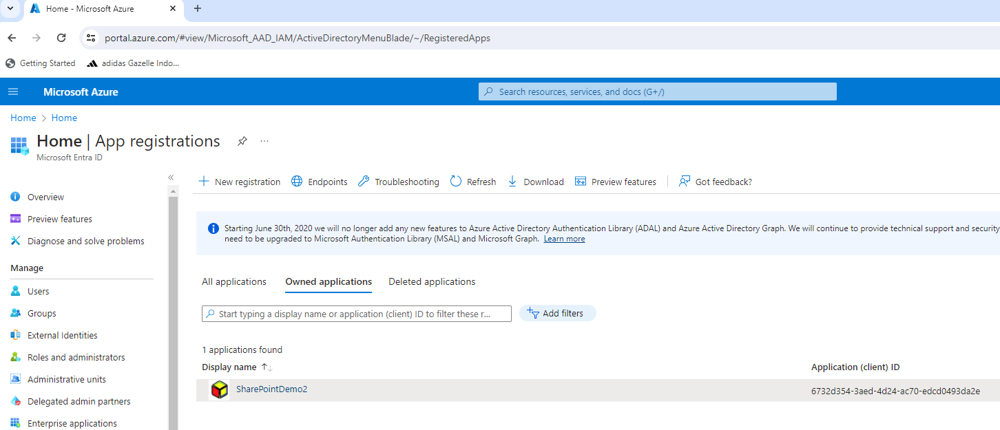 Home - Microsoft Azure
portal.azure.com/#view/Microsoft_AAD_IAM/ActiveDirectoryMenuBlade/~/RegisteredApps
Getting Started
adidas Gazelle Indo...
Microsoft Azure
Search resources, services, and docs (G+/)
Home > Home
Home | App registrations
Microsoft Entra ID
Overview
Preview features
Diagnose and solve problems
Manage
Users
Groups
External Identities
Roles and administrators
Administrative units
Delegated admin partners
Enterprise applications
New registration
Endpoints
Troubleshooting
Refresh
Download
Preview features
Got feedback?
Starting June 30th, 2020 we will no longer add any new features to Azure Active Directory Authentication Library (ADAL) and Azure Active Directory Graph. We will continue to provide technical support and security
need to be upgraded to Microsoft Authentication Library (MSAL) and Microsoft Graph. Learn more
All applications
Owned applications
Deleted applications
Start typing a display name or application (client) ID to filter these r...
Add filters
1 applications found
Display name
Application (client) ID
SharePointDemo2
6732d354-3aed-4d24-ac70-edcd0493da2e